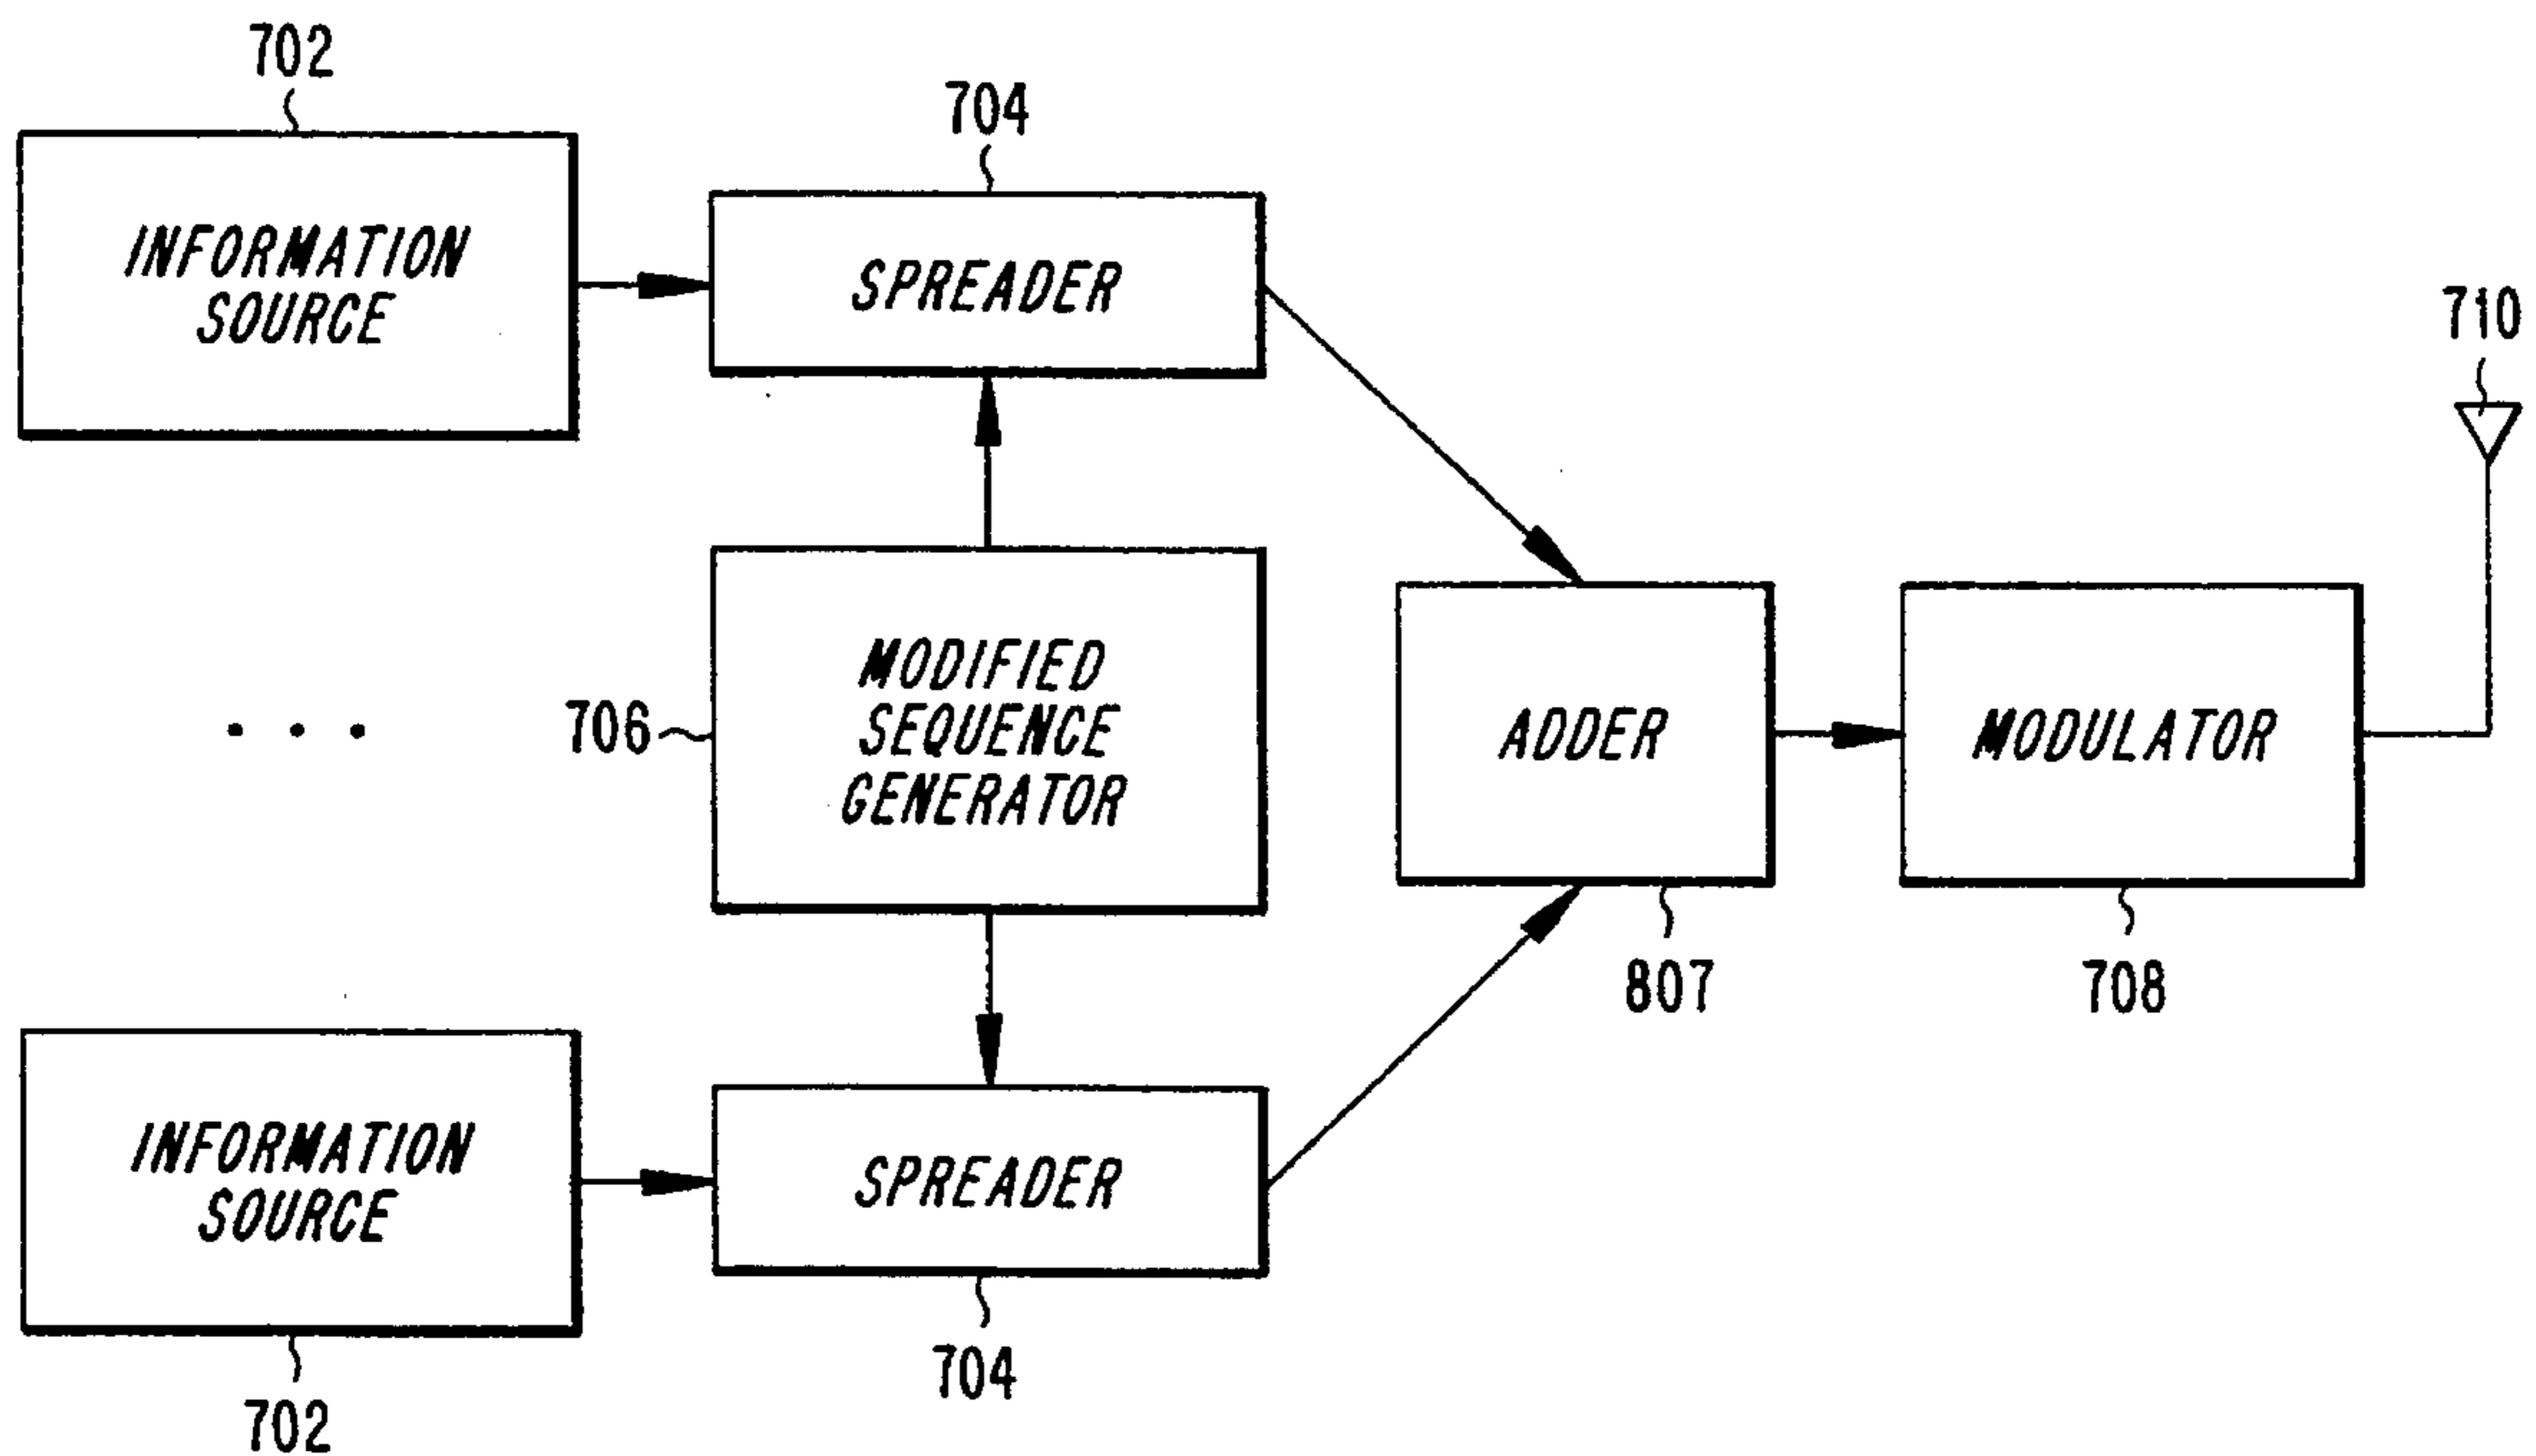 702
704
INFORMATION
SOURCE
SPREADER
710
706
MODIFIED
SEQUENCE
GENERATOR
ADDER
MODULATOR
807
708
INFORMATION
SOURCE
SPREADER
704
702